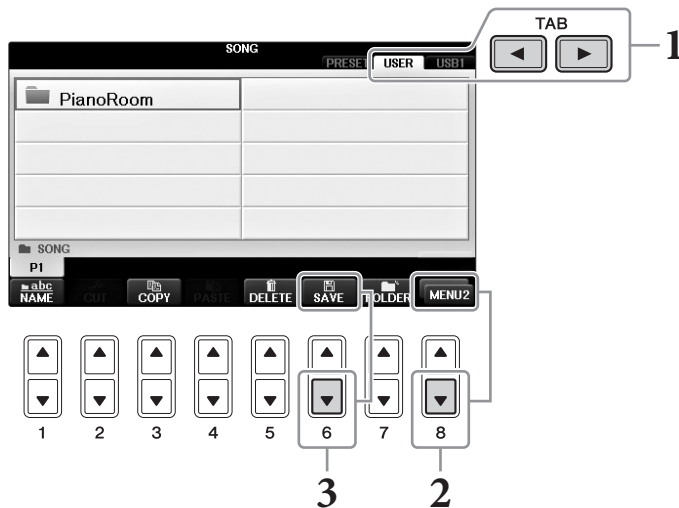 TAB
1
SONG
PRESET USER USB1
PianoRoom
SONG
P1
abc
NAME CUT COPY PASTE DELETE SAVE FOLDER MENU2
1 2 3 4 5 6 7 8
3 2